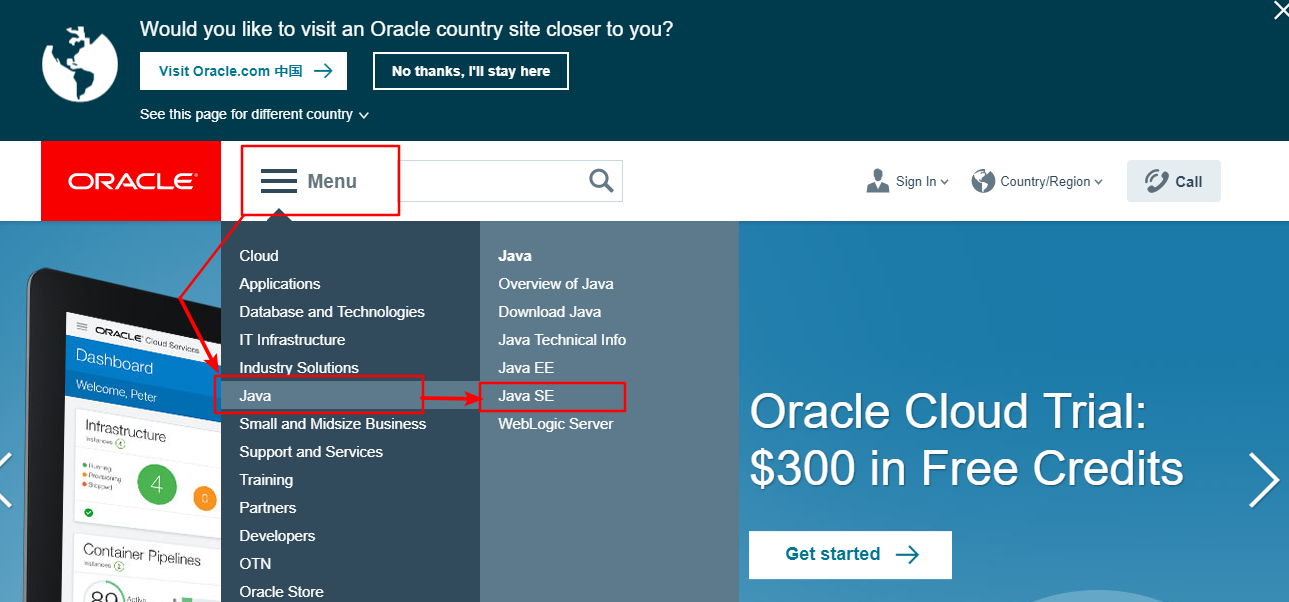 Would you like to visit an Oracle country site closer to you?
Visit Oracle.com 中国
No thanks, I'll stay here
See this page for different country
ORACLE
Menu
Sign In
Country/Region
Call
Cloud
Applications
Database and Technologies
IT Infrastructure
Industry Solutions
Java
Small and Midsize Business
Support and Services
Training
Partners
Developers
OTN
Oracle Store
Java
Overview of Java
Download Java
Java Technical Info
Java EE
Java SE
WebLogic Server
ORACLE Cloud Services
Dashboard
Welcome, Peter
Infrastructure
Instances 4
Running
Provisioning
Stopped
4
0
Container Pipelines
Instances 2
89
Active
Oracle Cloud Trial:
$300 in Free Credits
Get started